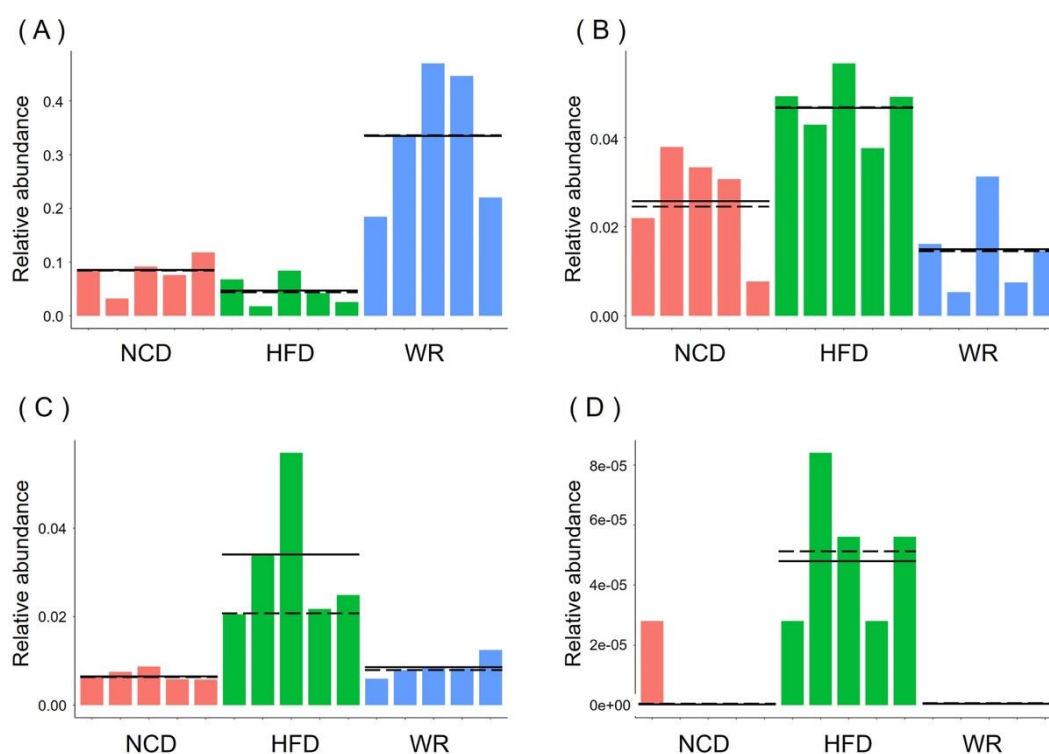 ( A )
Relative abundance
0.4
0.3
0.2
0.1
0.0
NCD HFD WR
( B )
Relative abundance
0.04
0.02
0.00
NCD HFD WR
( C )
Relative abundance
0.04
0.02
0.00
NCD HFD WR
( D )
Relative abundance
8e-05
6e-05
4e-05
2e-05
0e+00
NCD HFD WR